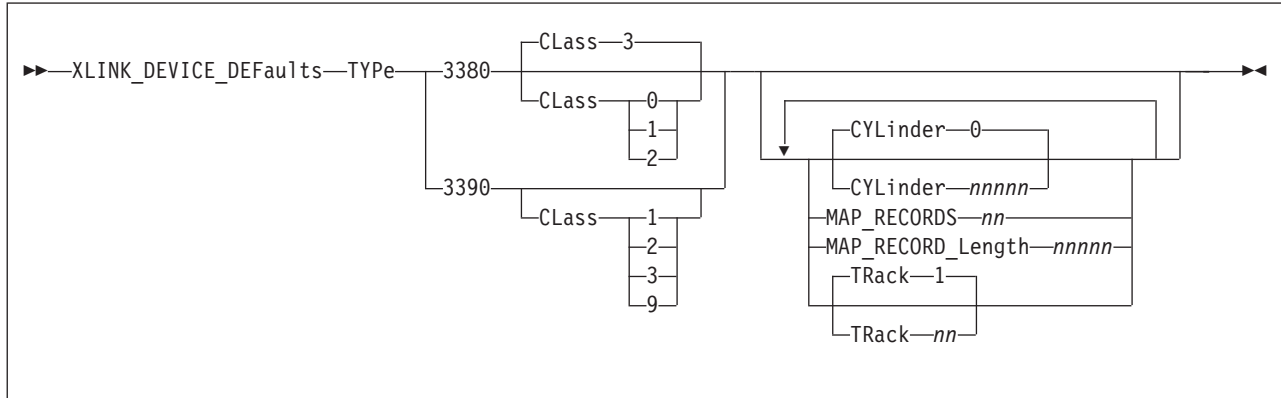 CLass 3
XLINK_DEVICE_DEFaults TYPe 3380
CLass 0
1
2
CYLinder 0
3390
CYLinder nnnnn
CLass 1
MAP_RECORDS nn
2
MAP_RECORD_Length nnnnn
3
TRack 1
9
TRack nn